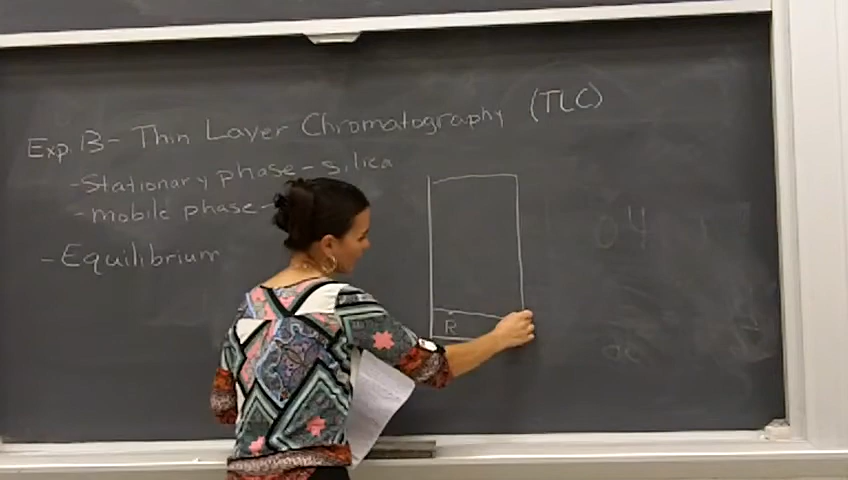 Exp. 13 - Thin Layer Chromatography (TLC)
- Stationary phase - silica
- mobile phase -
- Equilibrium
R